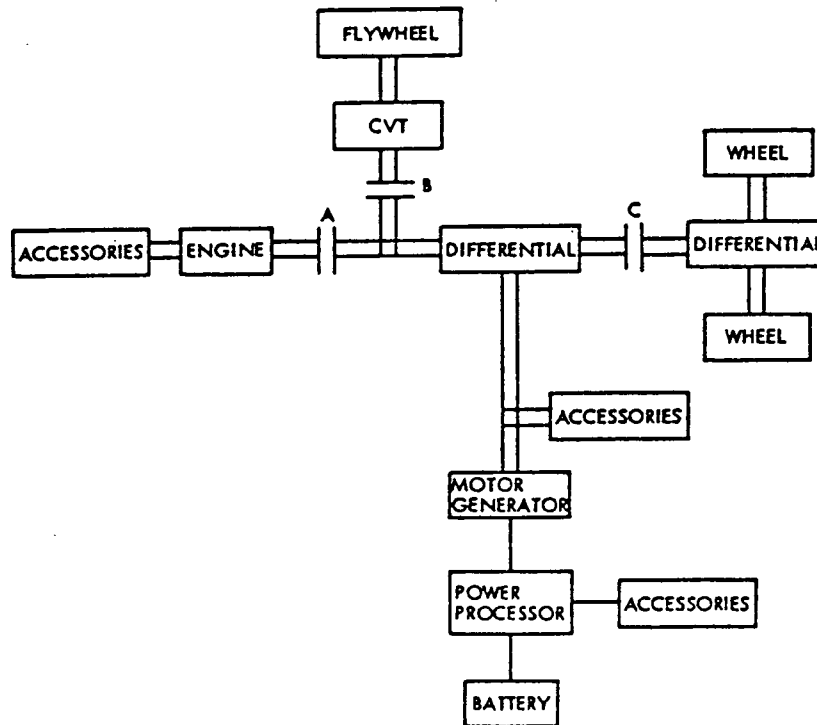 FLYWHEEL
CVT
B
WHEEL
A
C
ACCESSORIES
ENGINE
DIFFERENTIAL
DIFFERENTIAL
WHEEL
ACCESSORIES
MOTOR
GENERATOR
POWER
PROCESSOR
ACCESSORIES
BATTERY